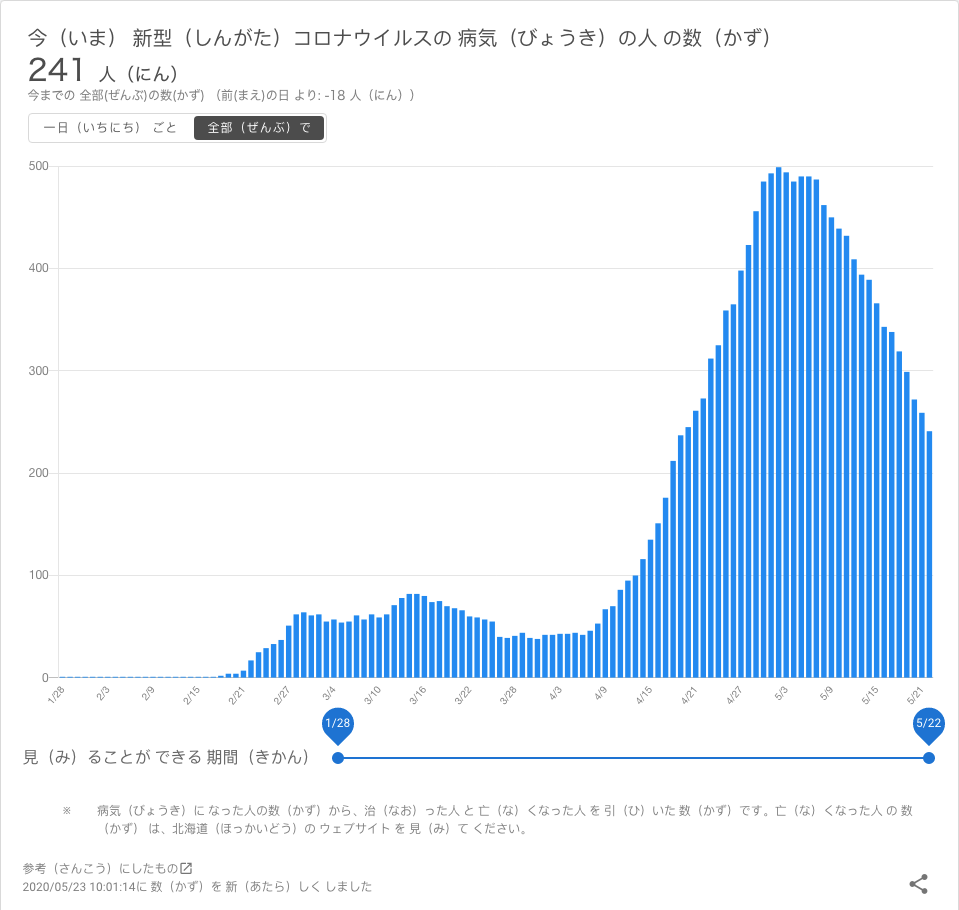 今（いま） 新型（しんがた）コロナウイルスの 病気（びょうき）の人 の数（かず）
241 人（にん）
今までの 全部(ぜんぶ)の数(かず) （前(まえ)の日 より: -18 人（にん））
一日（いちにち） ごと 全部（ぜんぶ）で
500
400
300
200
100
0
1/28 2/3 2/9 2/15 2/21 2/27 3/4 3/10 3/16 3/22 3/28 4/3 4/9 4/15 4/21 4/27 5/3 5/9 5/15 5/21
1/28 5/22
見（み）ることが できる 期間（きかん）
※ 病気（びょうき）に なった人の数（かず）から、治（なお）った人 と 亡（な）くなった人 を 引（ひ）いた 数（かず）です。亡（な）くなった人 の 数
（かず） は、北海道（ほっかいどう）の ウェブサイト を 見（み）て ください。
参考（さんこう）にしたもの
2020/05/23 10:01:14に 数（かず）を 新（あたら）しく しました